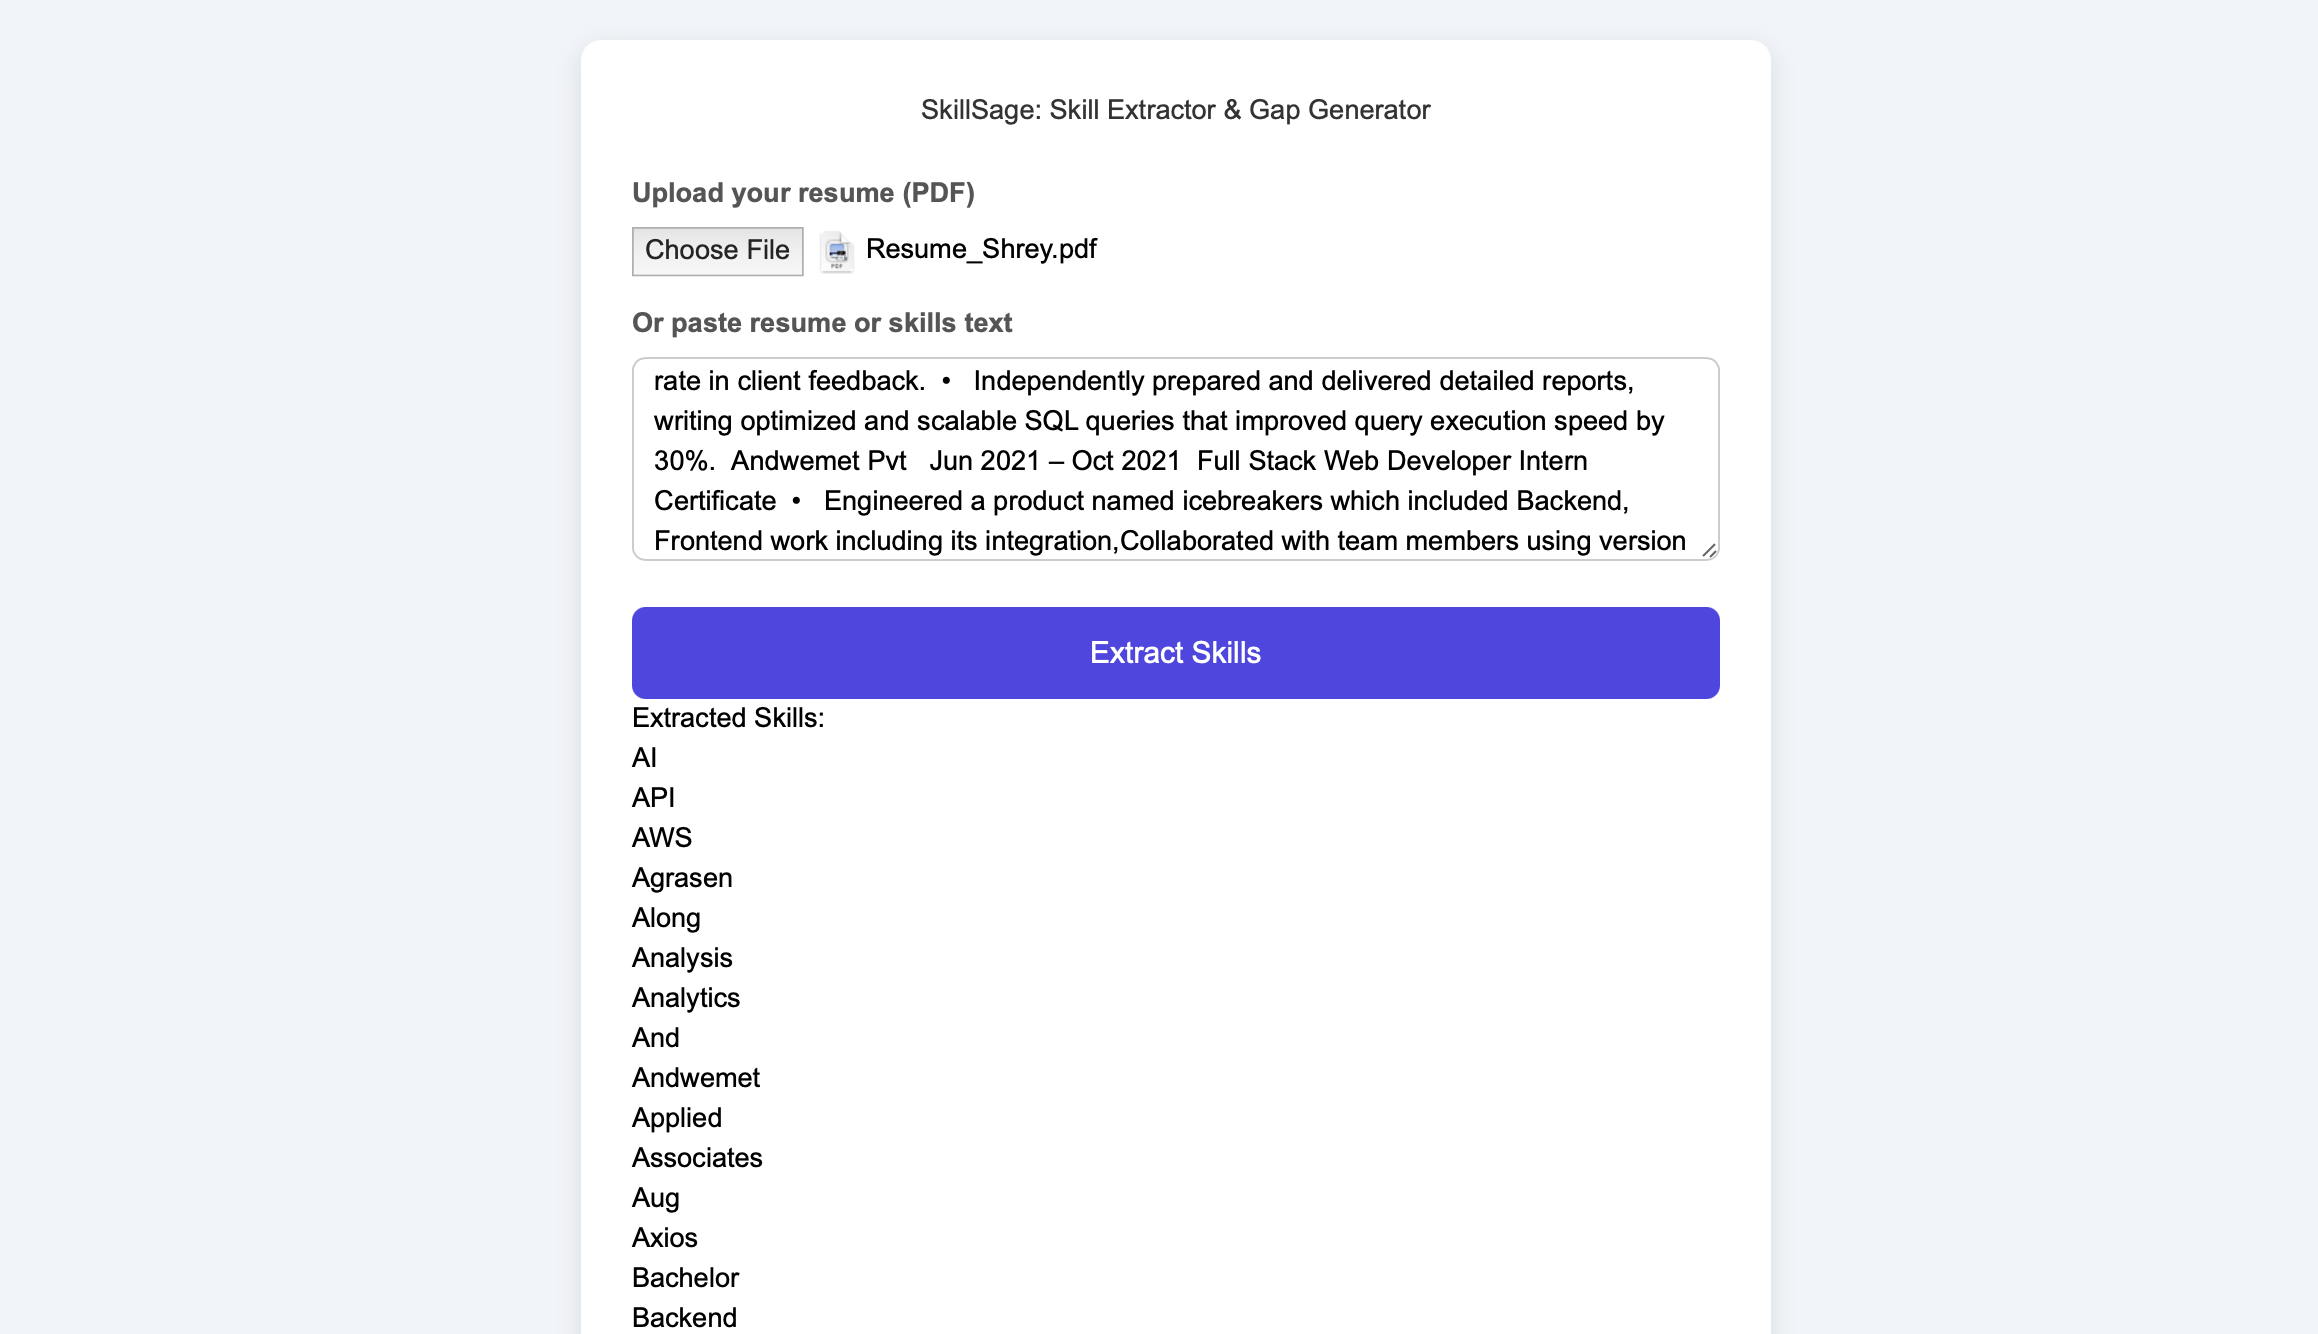 SkillSage: Skill Extractor & Gap Generator
Upload your resume (PDF)
Choose File
PDF
Resume_Shrey.pdf
Or paste resume or skills text
rate in client feedback. • Independently prepared and delivered detailed reports,
writing optimized and scalable SQL queries that improved query execution speed by
30%. Andwemet Pvt Jun 2021 – Oct 2021 Full Stack Web Developer Intern
Certificate • Engineered a product named icebreakers which included Backend,
Frontend work including its integration,Collaborated with team members using version
Extract Skills
Extracted Skills:
AI
API
AWS
Agrasen
Along
Analysis
Analytics
And
Andwemet
Applied
Associates
Aug
Axios
Bachelor
Backend